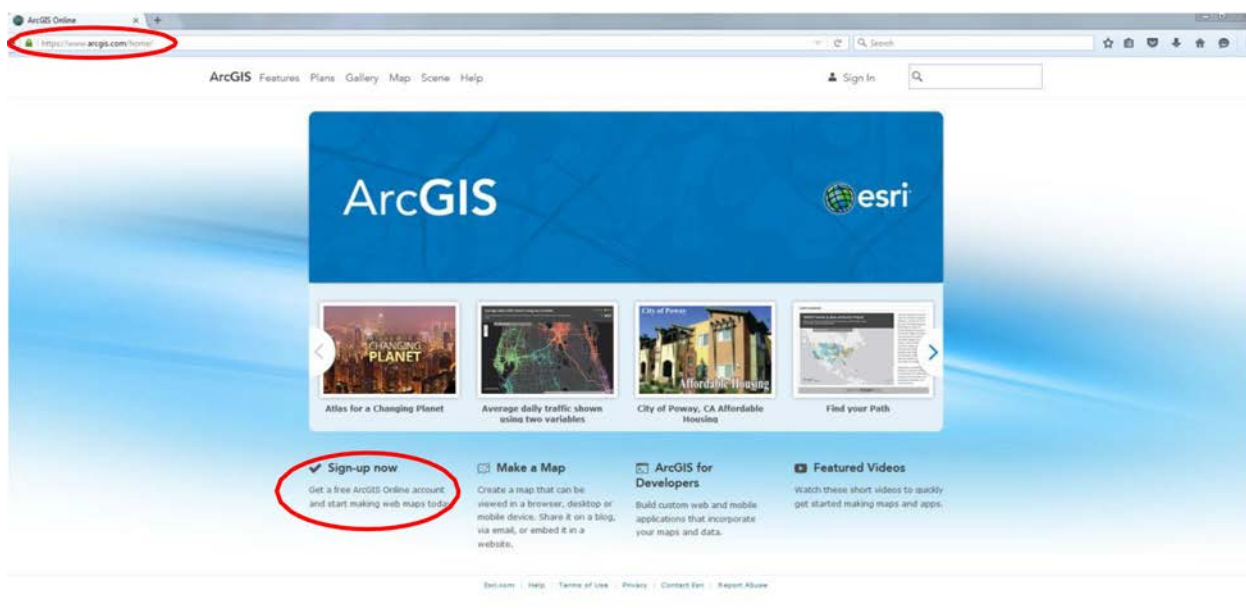 ArcGIS Online
https://www.arcgis.com/home/
Search
ArcGIS Features Plans Gallery Map Scene Help
Sign In
ArcGIS
esri
CHANGING
PLANET
City of Poway
Affordable Housing
Atlas for a Changing Planet
Average daily traffic shown
using two variables
City of Poway, CA Affordable
Housing
Find your Path
Sign-up now
Get a free ArcGIS Online account
and start making web maps today
Make a Map
Create a map that can be
viewed in a browser, desktop or
mobile device. Share it on a blog,
via email, or embed it in a
website.
ArcGIS for
Developers
Build custom web and mobile
applications that incorporate
your maps and data.
Featured Videos
Watch these short videos to quickly
get started making maps and apps.
Esri.com | Help | Terms of Use | Privacy | Contact Esri | Report Abuse